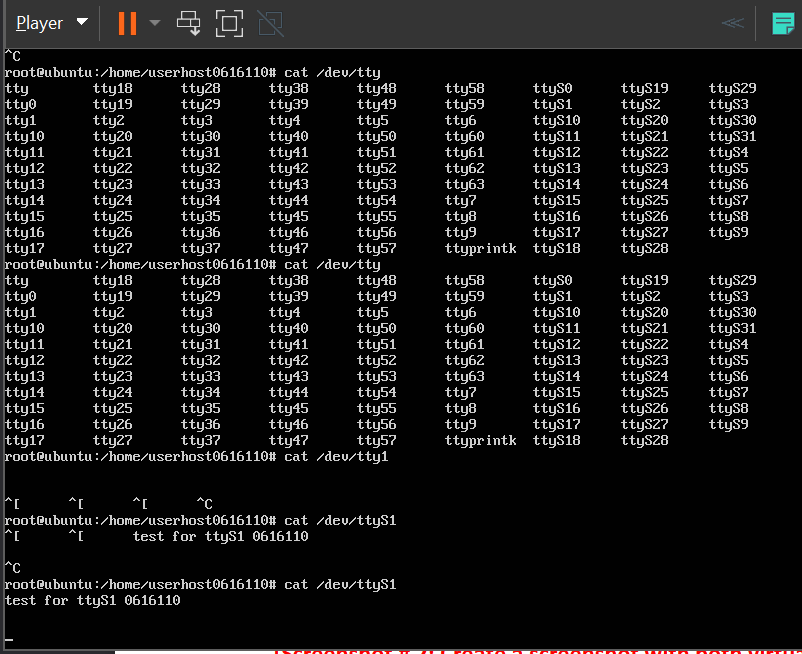 Player
^C
root@ubuntu:/home/userhost0616110# cat /dev/tty
tty tty18 tty28 tty38 tty48 tty58 ttyS0 ttyS19 ttyS29
tty0 tty19 tty29 tty39 tty49 tty59 ttyS1 ttyS2 ttyS3
tty1 tty2 tty3 tty4 tty5 tty6 ttyS10 ttyS20 ttyS30
tty10 tty20 tty30 tty40 tty50 tty60 ttyS11 ttyS21 ttyS31
tty11 tty21 tty31 tty41 tty51 tty61 ttyS12 ttyS22 ttyS4
tty12 tty22 tty32 tty42 tty52 tty62 ttyS13 ttyS23 ttyS5
tty13 tty23 tty33 tty43 tty53 tty63 ttyS14 ttyS24 ttyS6
tty14 tty24 tty34 tty44 tty54 tty7 ttyS15 ttyS25 ttyS7
tty15 tty25 tty35 tty45 tty55 tty8 ttyS16 ttyS26 ttyS8
tty16 tty26 tty36 tty46 tty56 tty9 ttyS17 ttyS27 ttyS9
tty17 tty27 tty37 tty47 tty57 ttyprintk ttyS18 ttyS28
root@ubuntu:/home/userhost0616110# cat /dev/tty
tty tty18 tty28 tty38 tty48 tty58 ttyS0 ttyS19 ttyS29
tty0 tty19 tty29 tty39 tty49 tty59 ttyS1 ttyS2 ttyS3
tty1 tty2 tty3 tty4 tty5 tty6 ttyS10 ttyS20 ttyS30
tty10 tty20 tty30 tty40 tty50 tty60 ttyS11 ttyS21 ttyS31
tty11 tty21 tty31 tty41 tty51 tty61 ttyS12 ttyS22 ttyS4
tty12 tty22 tty32 tty42 tty52 tty62 ttyS13 ttyS23 ttyS5
tty13 tty23 tty33 tty43 tty53 tty63 ttyS14 ttyS24 ttyS6
tty14 tty24 tty34 tty44 tty54 tty7 ttyS15 ttyS25 ttyS7
tty15 tty25 tty35 tty45 tty55 tty8 ttyS16 ttyS26 ttyS8
tty16 tty26 tty36 tty46 tty56 tty9 ttyS17 ttyS27 ttyS9
tty17 tty27 tty37 tty47 tty57 ttyprintk ttyS18 ttyS28
root@ubuntu:/home/userhost0616110# cat /dev/tty1
^[ ^[ ^[ ^C
root@ubuntu:/home/userhost0616110# cat /dev/ttyS1
^[ ^[ test for ttyS1 0616110
^C
root@ubuntu:/home/userhost0616110# cat /dev/ttyS1
test for ttyS1 0616110